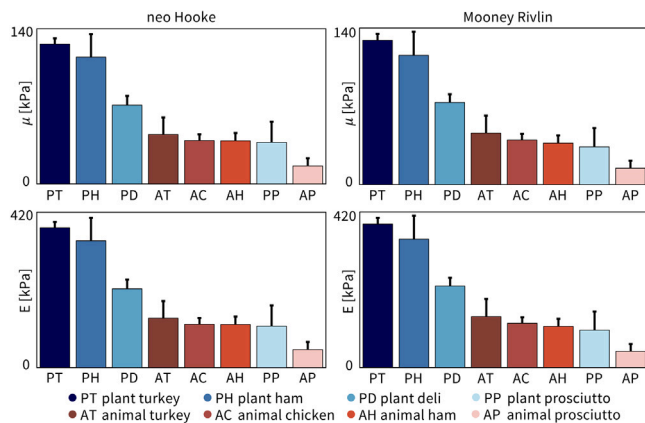 neo Hooke
Mooney Rivlin
140
μ [kPa]
0
PT PH PD AT AC AH PP AP
140
μ [kPa]
0
PT PH PD AT AC AH PP AP
420
E [kPa]
0
PT PH PD AT AC AH PP AP
420
E [kPa]
0
PT PH PD AT AC AH PP AP
PT plant turkey PH plant ham PD plant deli PP plant prosciutto
AT animal turkey AC animal chicken AH animal ham AP animal prosciutto